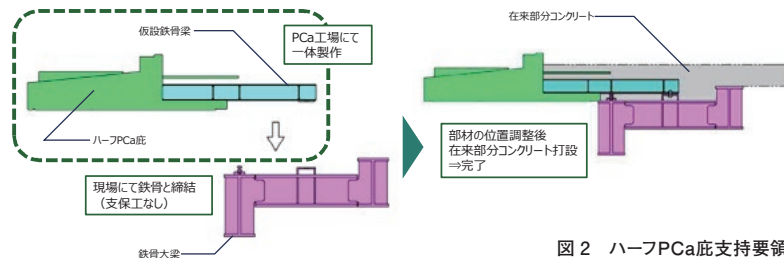 仮設鉄骨梁
PCa工場にて
一体製作
ハーフPCa庇
現場にて鉄骨と締結
（支保工なし）
鉄骨大梁
在来部分コンクリート
部材の位置調整後
在来部分コンクリート打設
⇒完了
図2　ハーフPCa庇支持要領